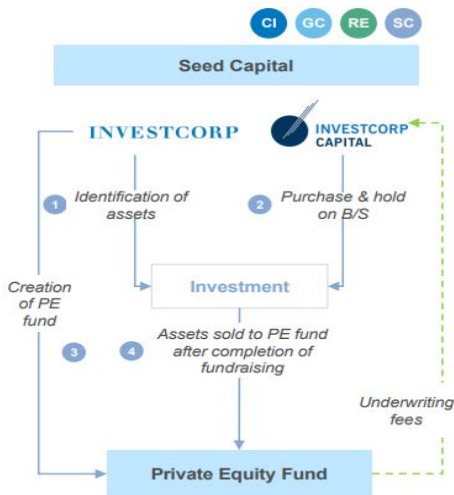 CI GC RE SC
Seed Capital
INVESTCORP
INVESTCORP
CAPITAL
1 Identification of
assets
2 Purchase & hold
on B/S
Creation
of PE
fund
Investment
3
4 Assets sold to PE fund
after completion of
fundraising
Underwriting
fees
Private Equity Fund